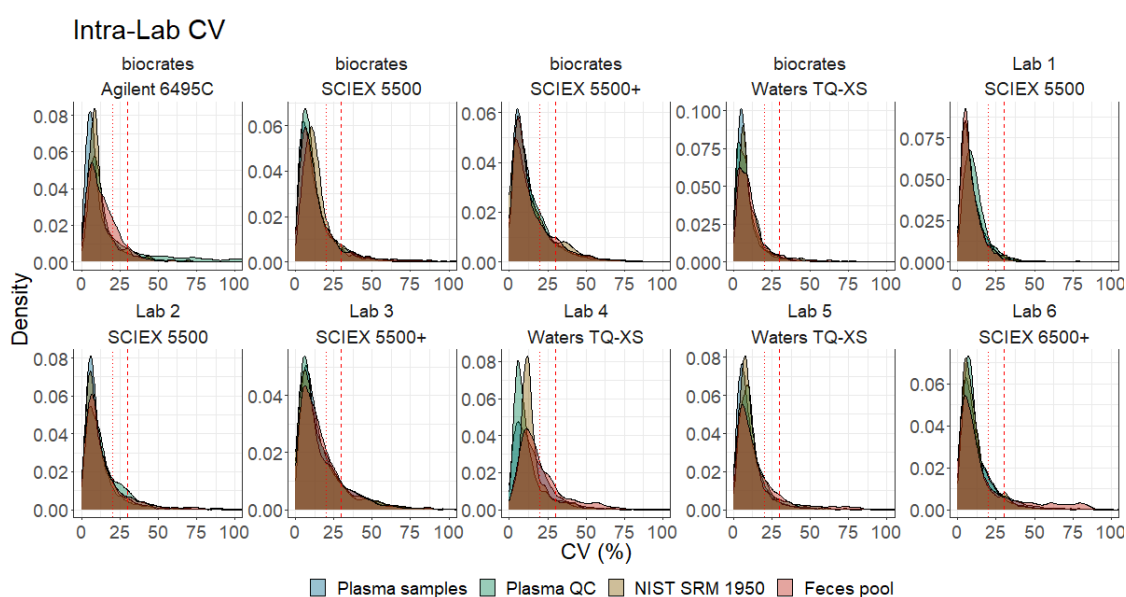 Intra-Lab CV
biocrates biocrates biocrates biocrates Lab 1
Agilent 6495C SCIEX 5500 SCIEX 5500+ Waters TQ-XS SCIEX 5500
0.08 0.06 0.06 0.100 0.075
0.06 0.04 0.04 0.075 0.050
0.04 0.02 0.02 0.050 0.025
0.02 0.00 0.00 0.025 0.000
0.00 0.000
0 25 50 75 100 0 25 50 75 100 0 25 50 75 100 0 25 50 75 100 0 25 50 75 100
Density
Lab 2 Lab 3 Lab 4 Lab 5 Lab 6
SCIEX 5500 SCIEX 5500+ Waters TQ-XS Waters TQ-XS SCIEX 6500+
0.08 0.04 0.08 0.08 0.06
0.06 0.02 0.06 0.06 0.04
0.04 0.00 0.04 0.04 0.02
0.02 0.02 0.02 0.00
0.00 0.00 0.00
0 25 50 75 100 0 25 50 75 100 0 25 50 75 100 0 25 50 75 100 0 25 50 75 100
CV (%)
Plasma samples Plasma QC NIST SRM 1950 Feces pool